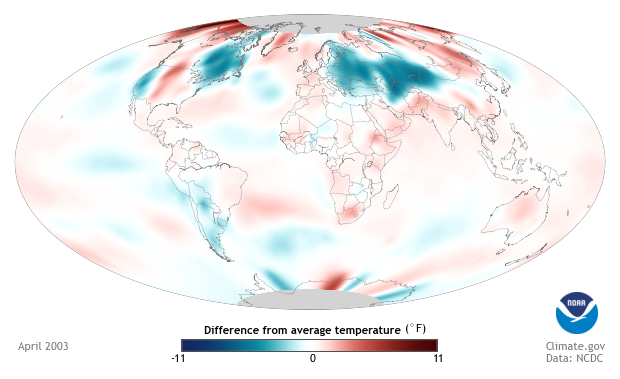 Difference from average temperature (°F)
-11 0 11
April 2003
NOAA
Climate.gov
Data: NCDC